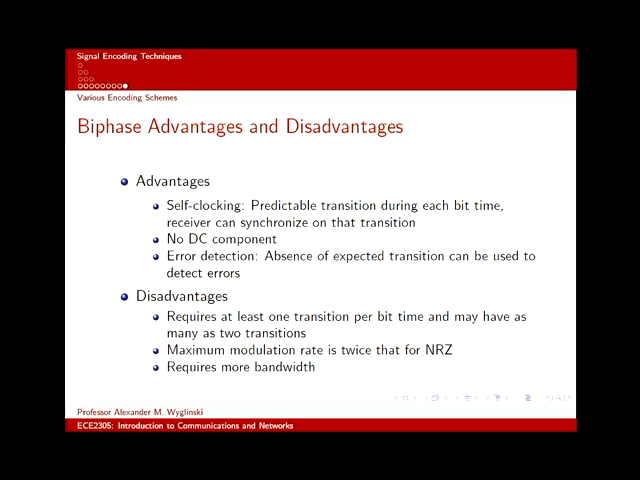 Signal Encoding Techniques
Various Encoding Schemes
Biphase Advantages and Disadvantages
Advantages
Self-clocking: Predictable transition during each bit time,
receiver can synchronize on that transition
No DC component
Error detection: Absence of expected transition can be used to
detect errors
Disadvantages
Requires at least one transition per bit time and may have as
many as two transitions
Maximum modulation rate is twice that for NRZ
Requires more bandwidth
Professor Alexander M. Wyglinski
ECE2305: Introduction to Communications and Networks